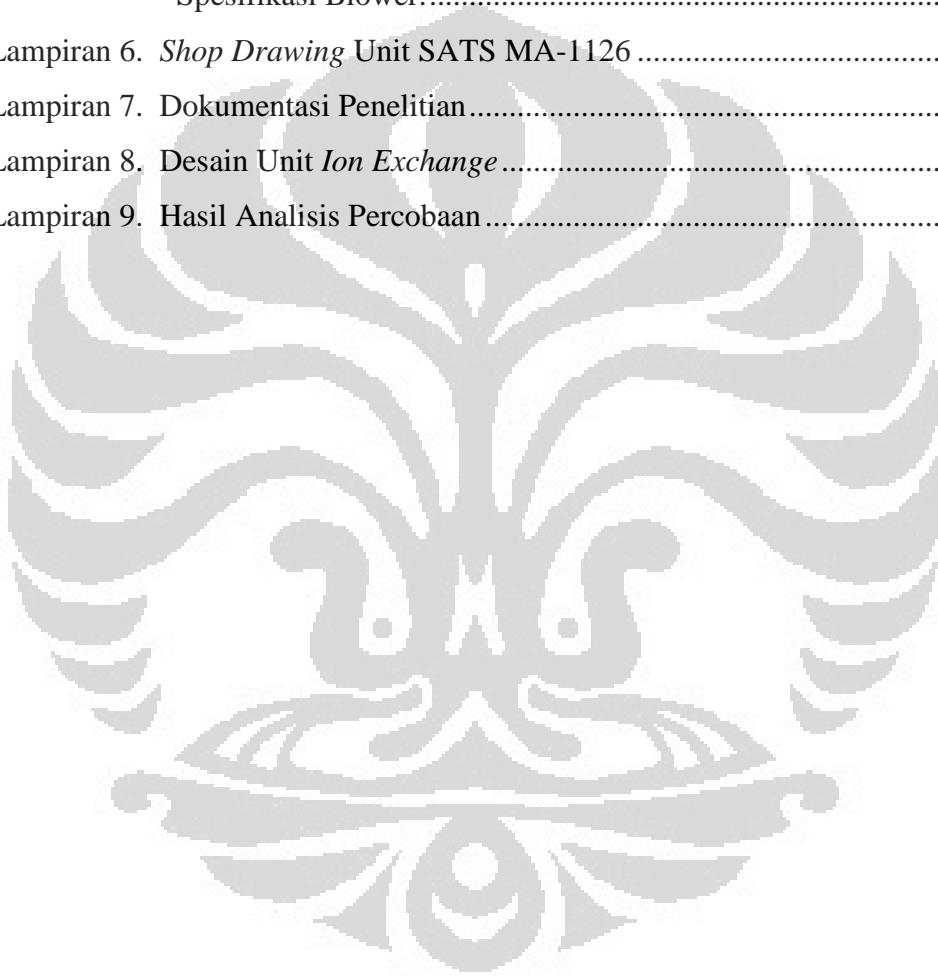 Spesifikasi Blower.............................................................
Lampiran 6. Shop Drawing Unit SATS MA-1126 .....................................
Lampiran 7. Dokumentasi Penelitian.........................................................
Lampiran 8. Desain Unit Ion Exchange.....................................................
Lampiran 9. Hasil Analisis Percobaan.......................................................